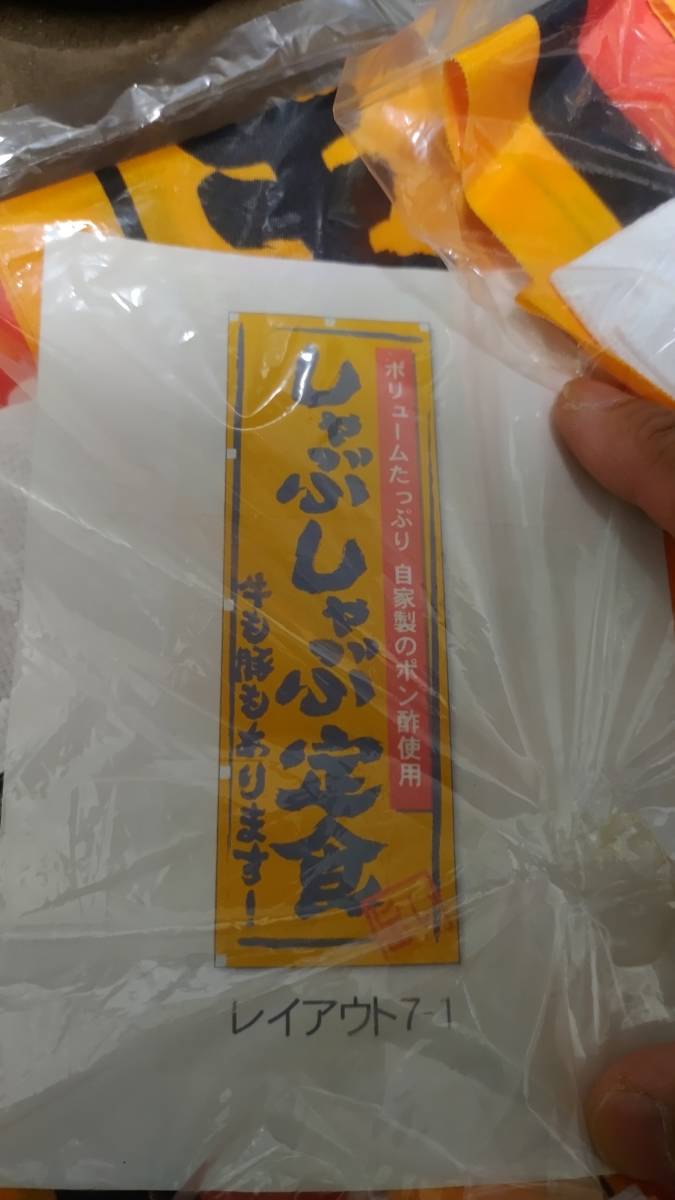 ボリュームたっぷり 自家製のポン酢使用
しゃぶしゃぶ定食
牛も豚もあります!
レイアウト7-1